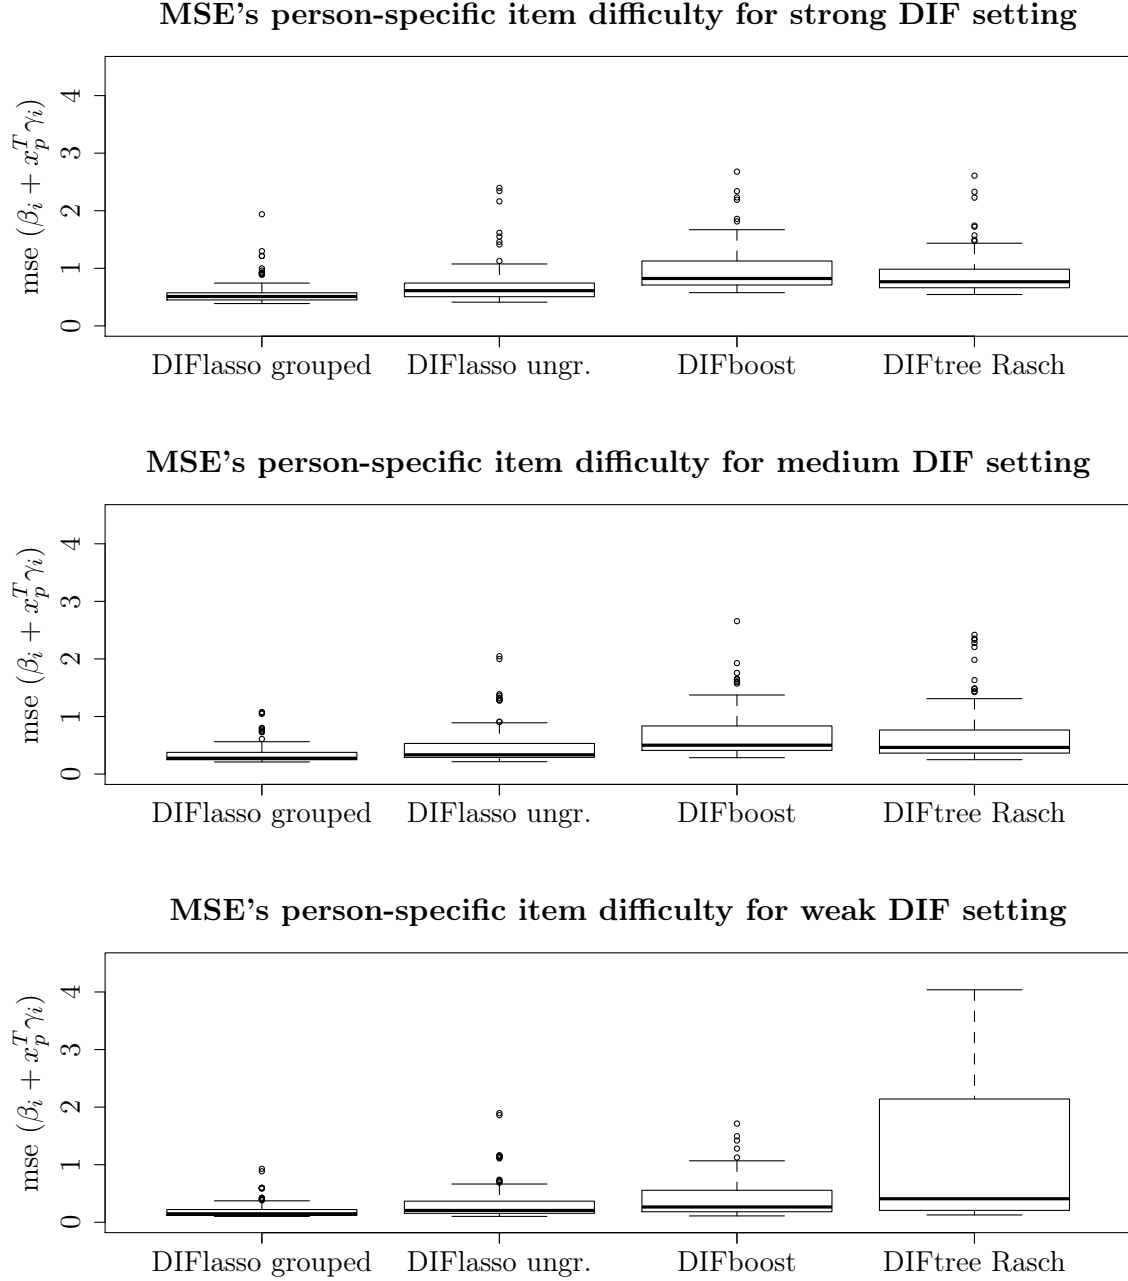 MSE's person-specific item difficulty for strong DIF setting
mse (βᵢ + xₚᵀγᵢ)
4
3
2
1
0
DIFlasso grouped DIFlasso ungr. DIFboost DIFtree Rasch
MSE's person-specific item difficulty for medium DIF setting
mse (βᵢ + xₚᵀγᵢ)
4
3
2
1
0
DIFlasso grouped DIFlasso ungr. DIFboost DIFtree Rasch
MSE's person-specific item difficulty for weak DIF setting
mse (βᵢ + xₚᵀγᵢ)
4
3
2
1
0
DIFlasso grouped DIFlasso ungr. DIFboost DIFtree Rasch